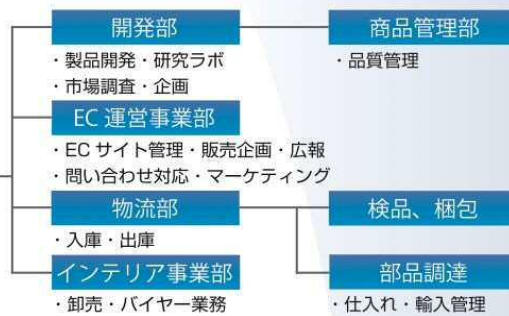 開発部
・製品開発・研究ラボ
・市場調査・企画
商品管理部
・品質管理
EC 運営事業部
・EC サイト管理・販売企画・広報
・問い合わせ対応・マーケティング
物流部
・入庫・出庫
検品、梱包
インテリア事業部
・卸売・バイヤー業務
部品調達
・仕入れ・輸入管理